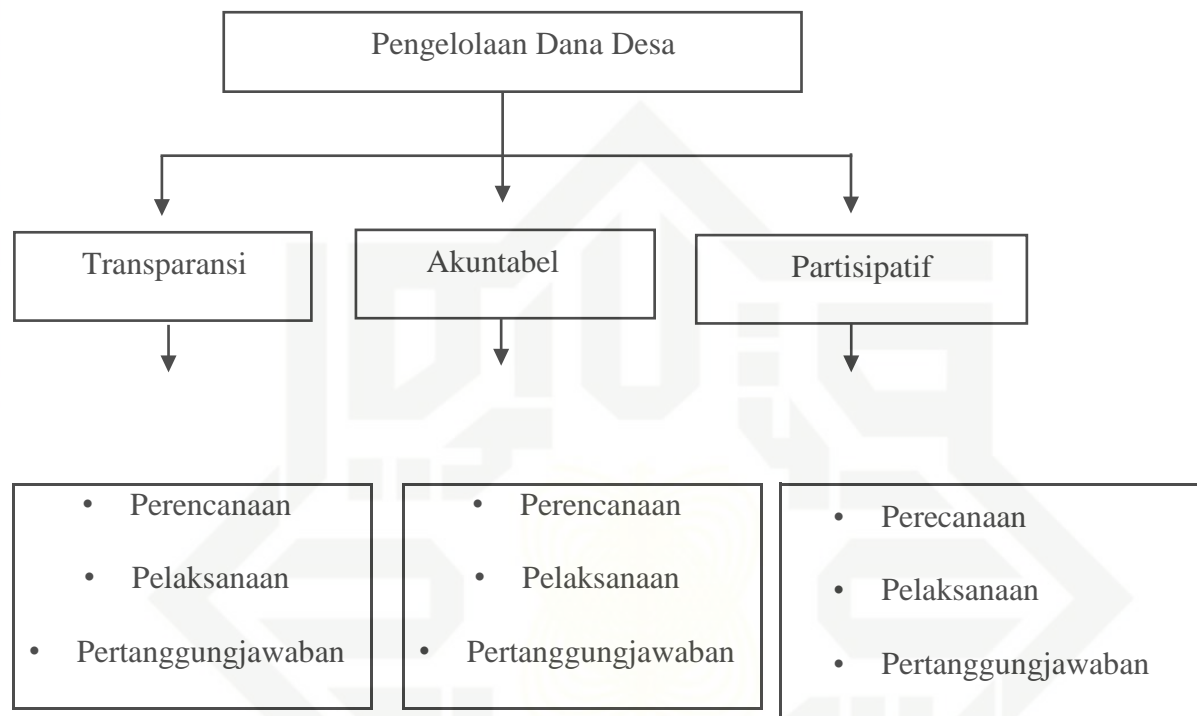 Pengelolaan Dana Desa
Transparansi
Akuntabel
Partisipatif
• Perencanaan
• Pelaksanaan
• Pertanggungjawaban
• Perencanaan
• Pelaksanaan
• Pertanggungjawaban
• Perecanaan
• Pelaksanaan
• Pertanggungjawaban